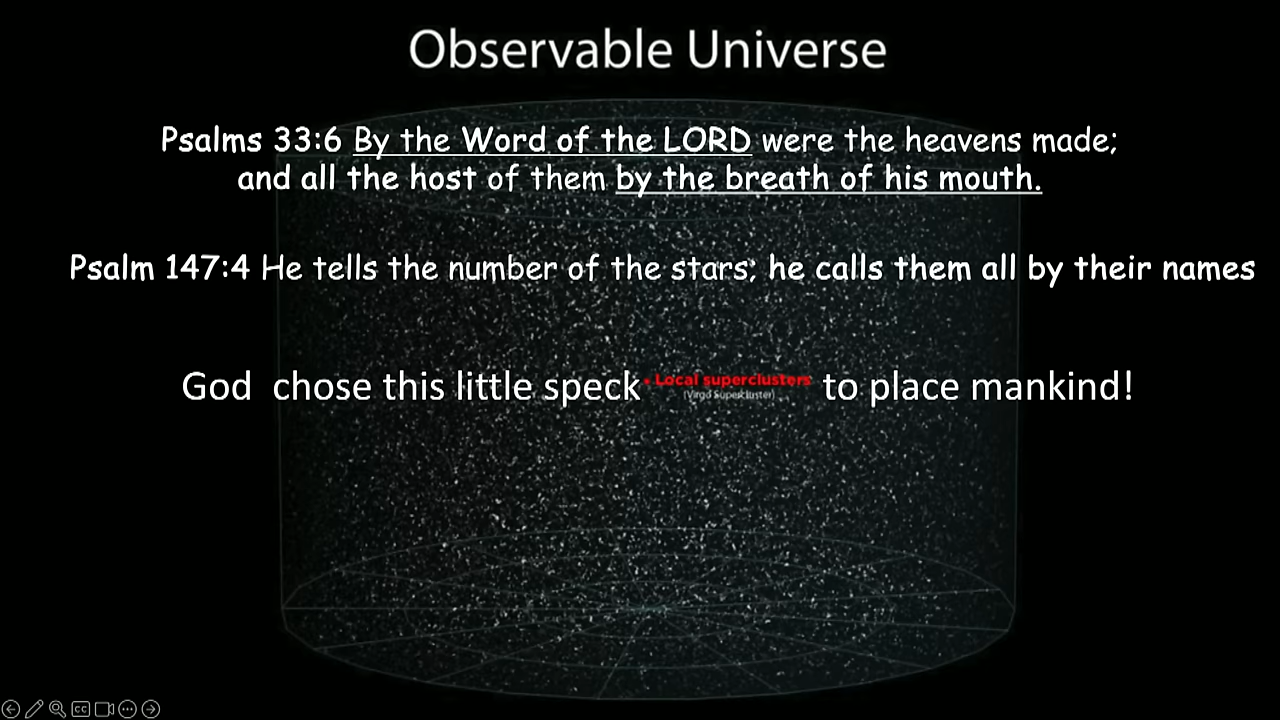 Observable Universe
Psalms 33:6 By the Word of the LORD were the heavens made;
and all the host of them by the breath of his mouth.
Psalm 147:4 He tells the number of the stars; he calls them all by their names
God chose this little speck • Local superclusters to place mankind!
(Virgo Supercluster)
CC